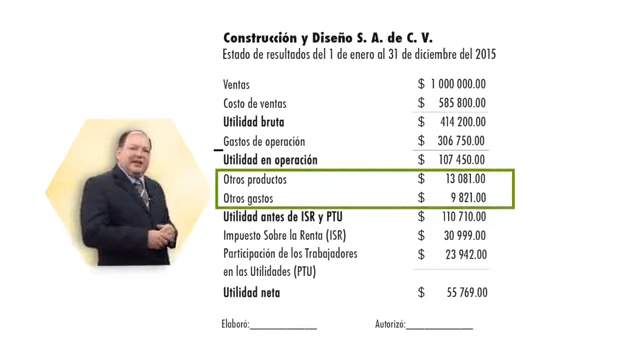 Construcción y Diseño S. A. de C. V.
Estado de resultados del 1 de enero al 31 de diciembre del 2015
Ventas $ 1 000 000.00
Costo de ventas $ 585 800.00
Utilidad bruta $ 414 200.00
Gastos de operación $ 306 750.00
Utilidad en operación $ 107 450.00
Otros productos $ 13 081.00
Otros gastos $ 9 821.00
Utilidad antes de ISR y PTU $ 110 710.00
Impuesto Sobre la Renta (ISR) $ 30 999.00
Participación de los Trabajadores $ 23 942.00
en las Utilidades (PTU)
Utilidad neta $ 55 769.00
Elaboró:____________ Autorizó:____________